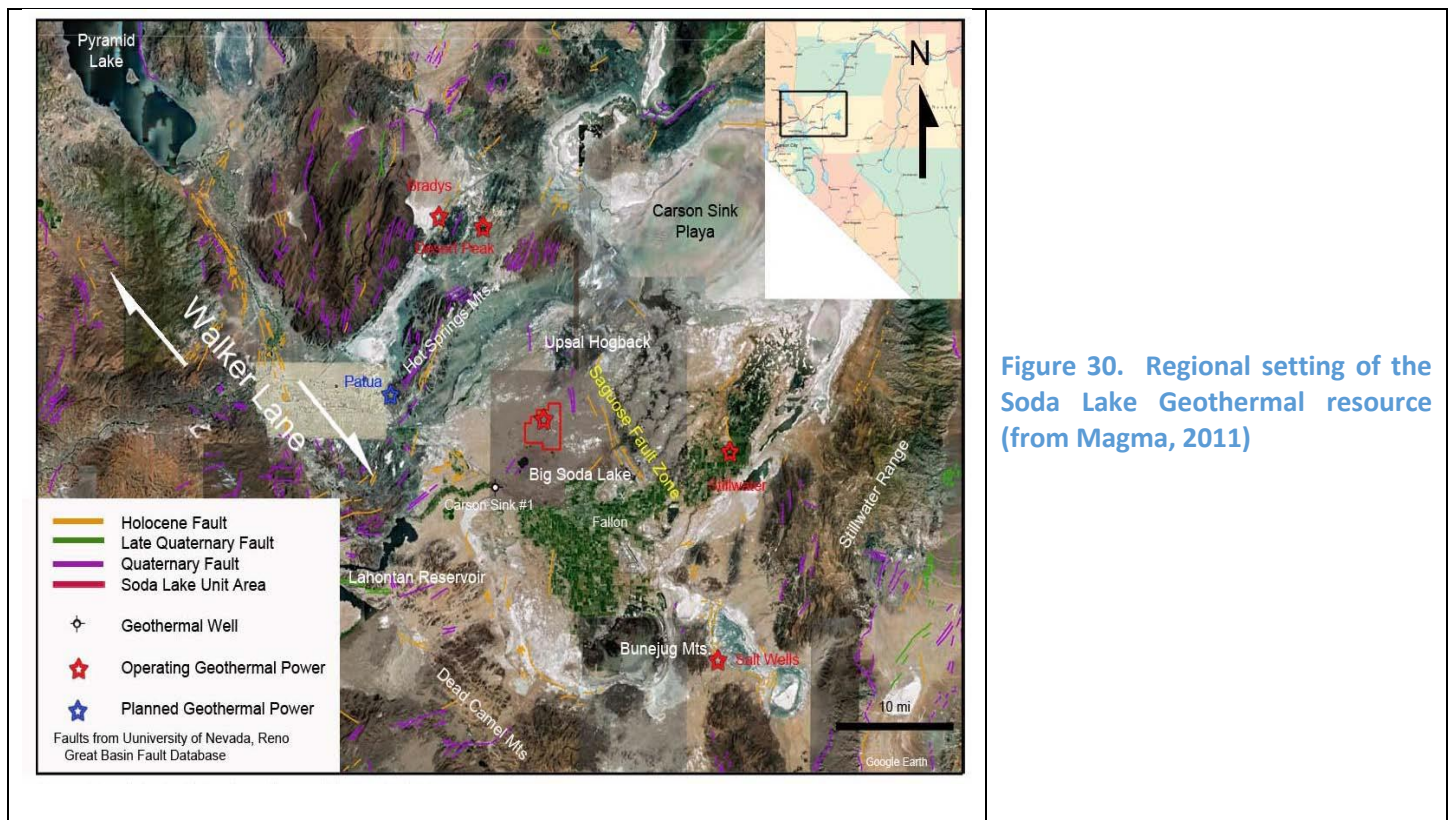 Pyramid
Lake
N
Bradys
Desert Peak
Carson Sink
Playa
Walker Lane
Hot Springs Mts.
Patua
Upsal Hogback
Saguose Fault Zone
Big Soda Lake
Stillwater
Stillwater Range
Carson Sink #1
Fallon
Lahontan Reservoir
Bunejug Mts.
Salt Wells
Dead Camel Mts
10 mi
Google Earth
Holocene Fault
Late Quaternary Fault
Quaternary Fault
Soda Lake Unit Area
Geothermal Well
Operating Geothermal Power
Planned Geothermal Power
Faults from Uuniversity of Nevada, Reno
Great Basin Fault Database
Figure 30. Regional setting of the
Soda Lake Geothermal resource
(from Magma, 2011)